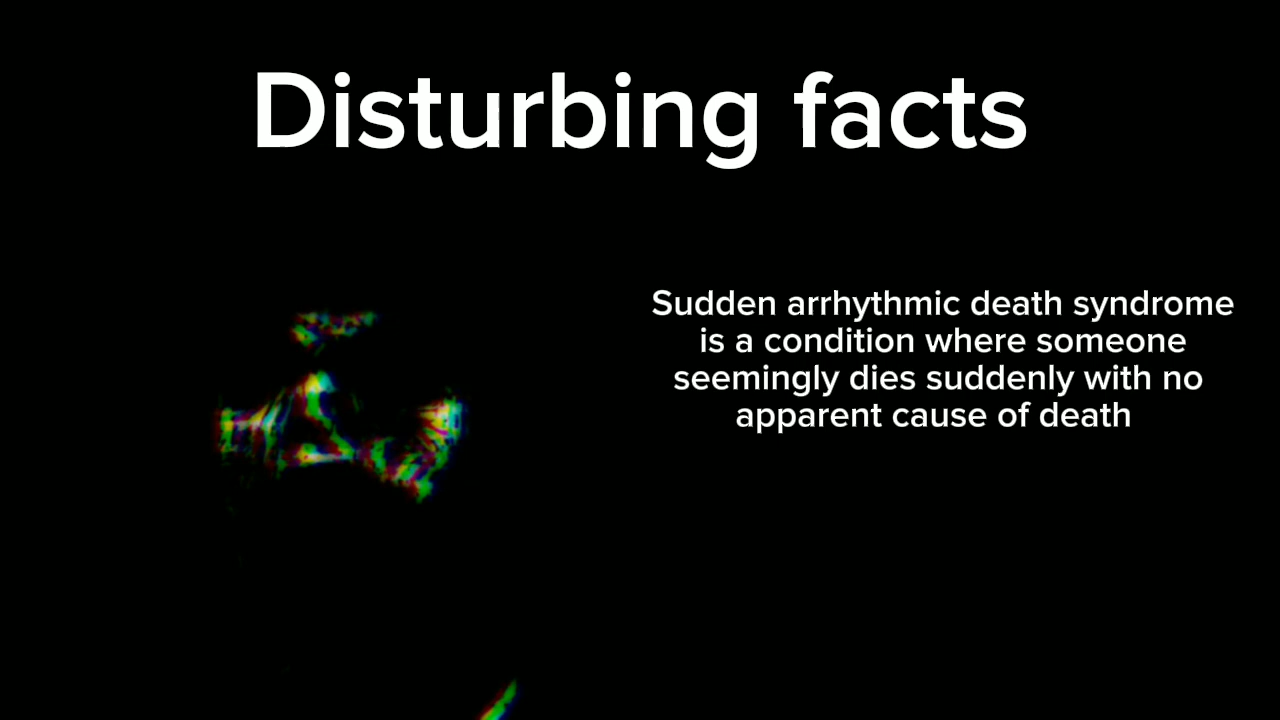 Disturbing facts
Sudden arrhythmic death syndrome
is a condition where someone
seemingly dies suddenly with no
apparent cause of death